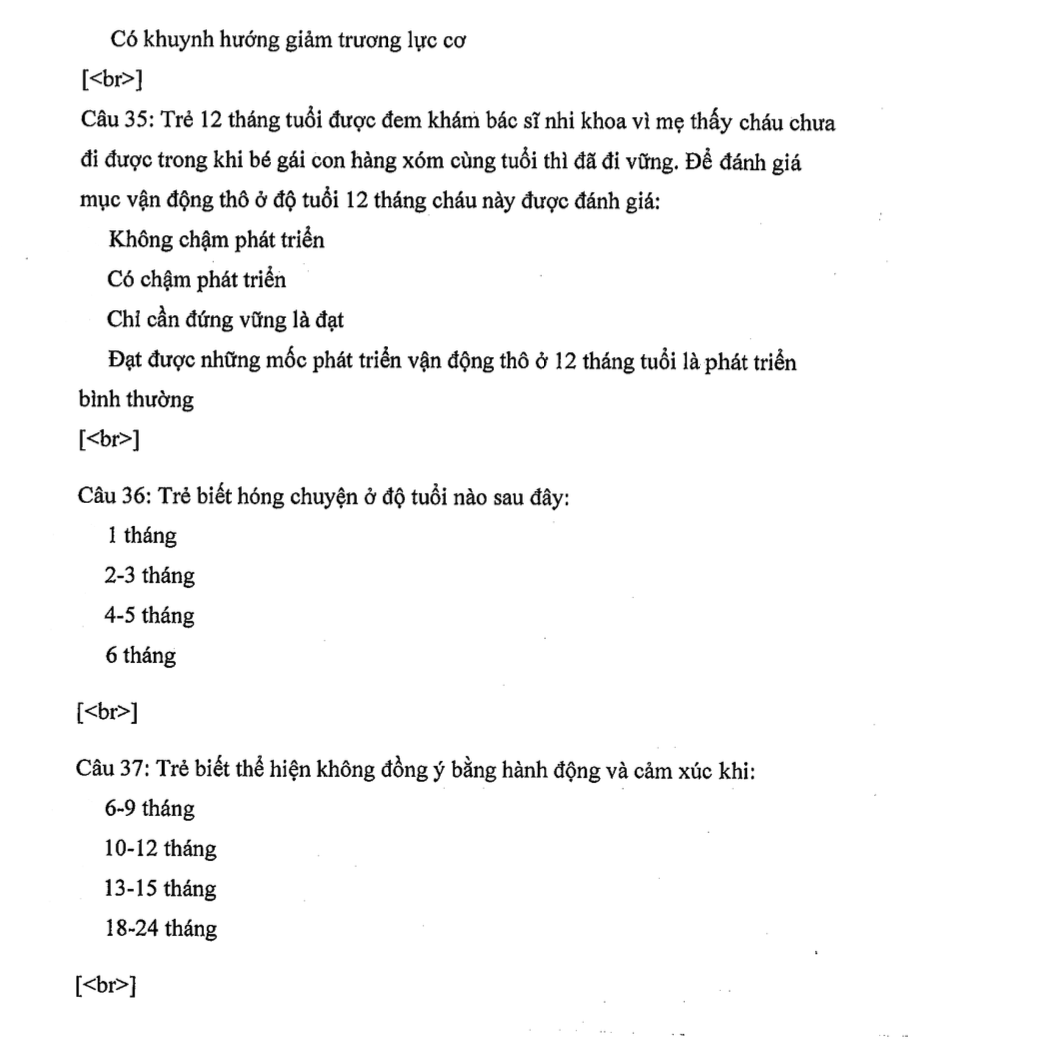 Có khuynh hướng giảm trương lực cơ
[<br>]
Câu 35: Trẻ 12 tháng tuổi được đem khám bác sĩ nhi khoa vì mẹ thấy cháu chưa
đi được trong khi bé gái con hàng xóm cùng tuổi thì đã đi vững. Để đánh giá
mục vận động thô ở độ tuổi 12 tháng cháu này được đánh giá:
Không chậm phát triển
Có chậm phát triển
Chỉ cần đứng vững là đạt
Đạt được những mốc phát triển vận động thô ở 12 tháng tuổi là phát triển
bình thường
[<br>]
Câu 36: Trẻ biết hóng chuyện ở độ tuổi nào sau đây:
1 tháng
2-3 tháng
4-5 tháng
6 tháng
[<br>]
Câu 37: Trẻ biết thể hiện không đồng ý bằng hành động và cảm xúc khi:
6-9 tháng
10-12 tháng
13-15 tháng
18-24 tháng
[<br>]